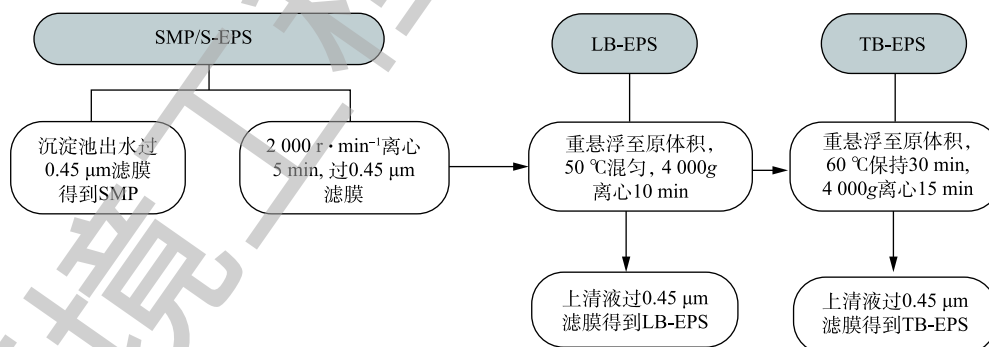 SMP/S-EPS
LB-EPS
TB-EPS
沉淀池出水过
0.45 μm滤膜
得到SMP
2 000 r·min⁻¹离心
5 min, 过0.45 μm
滤膜
重悬浮至原体积,
50 ℃混匀, 4 000g
离心10 min
重悬浮至原体积,
60 ℃保持30 min,
4 000g离心15 min
上清液过0.45 μm
滤膜得到LB-EPS
上清液过0.45 μm
滤膜得到TB-EPS
境工程